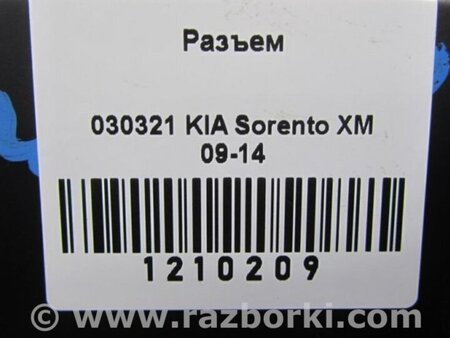 Разъем
030321 KIA Sorento XM
09-14
1210209
© www.razborki.com